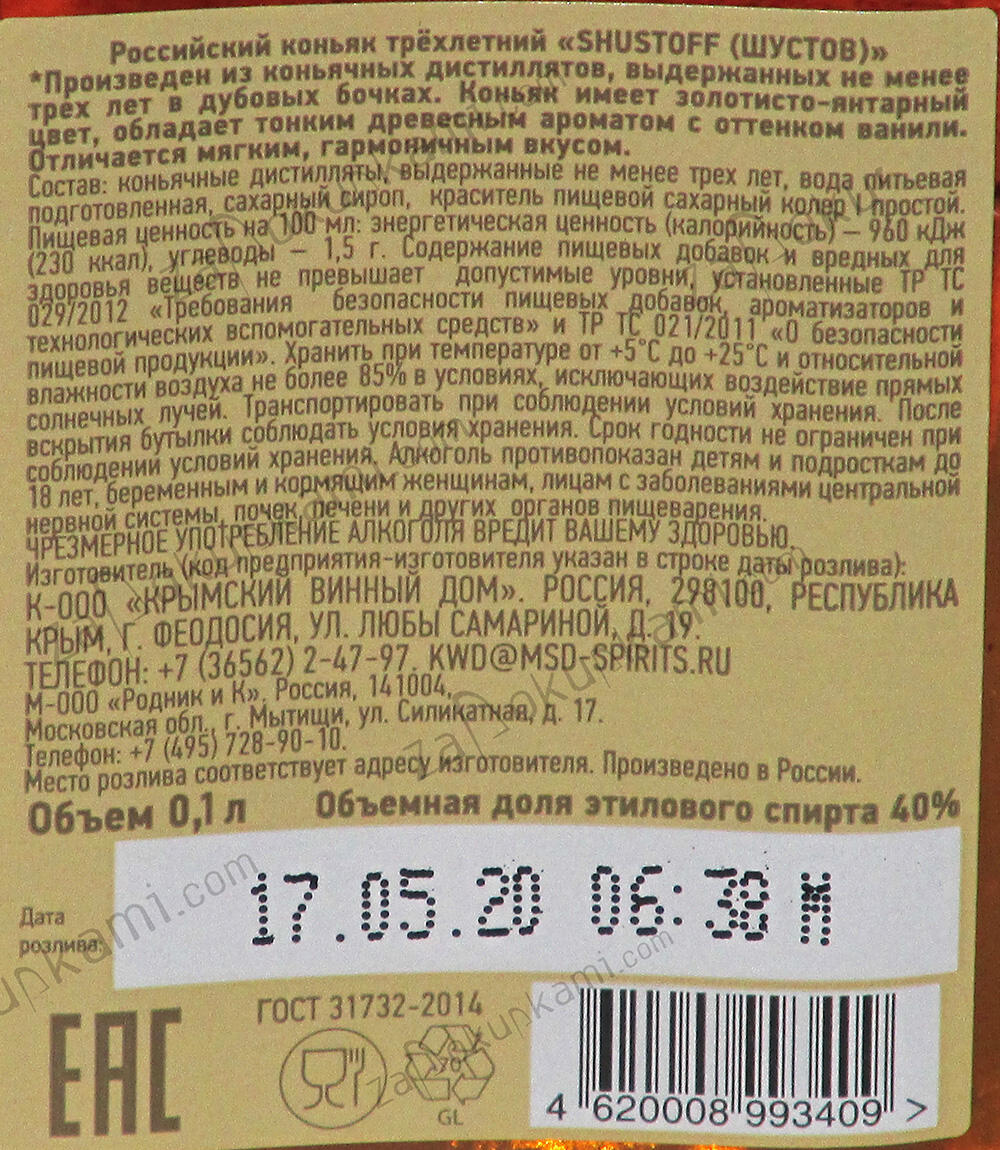 Российский коньяк трёхлетний «SHUSTOFF (ШУСТОВ)»
*Произведен из коньячных дистиллятов, выдержанных не менее
трех лет в дубовых бочках. Коньяк имеет золотисто-янтарный
цвет, обладает тонким древесным ароматом с оттенком ванили.
Отличается мягким, гармоничным вкусом.
Состав: коньячные дистилляты, выдержанные не менее трех лет, вода питьевая
подготовленная, сахарный сироп, краситель пищевой сахарный колер I простой.
Пищевая ценность на 100 мл: энергетическая ценность (калорийность) – 960 кДж
(230 ккал), углеводы – 1,5 г. Содержание пищевых добавок и вредных для
здоровья веществ не превышает допустимые уровни, установленные ТР ТС
029/2012 «Требования безопасности пищевых добавок, ароматизаторов и
технологических вспомогательных средств» и ТР ТС 021/2011 «О безопасности
пищевой продукции». Хранить при температуре от +5°С до +25°С и относительной
влажности воздуха не более 85% в условиях, исключающих воздействие прямых
солнечных лучей. Транспортировать при соблюдении условий хранения. После
вскрытия бутылки соблюдать условия хранения. Срок годности не ограничен при
соблюдении условий хранения. Алкоголь противопоказан детям и подросткам до
18 лет, беременным и кормящим женщинам, лицам с заболеваниями центральной
нервной системы, почек, печени и других органов пищеварения.
ЧРЕЗМЕРНОЕ УПОТРЕБЛЕНИЕ АЛКОГОЛЯ ВРЕДИТ ВАШЕМУ ЗДОРОВЬЮ.
Изготовитель (код предприятия-изготовителя указан в строке даты розлива):
К-ООО «КРЫМСКИЙ ВИННЫЙ ДОМ». РОССИЯ, 298100, РЕСПУБЛИКА
КРЫМ, Г. ФЕОДОСИЯ, УЛ. ЛЮБЫ САМАРИНОЙ, Д. 19.
ТЕЛЕФОН: +7 (36562) 2-47-97. KWD@MSD-SPIRITS.RU
М-ООО «Родник и К», Россия, 141004,
Московская обл., г. Мытищи, ул. Силикатная, д. 17.
Телефон: +7 (495) 728-90-10.
Место розлива соответствует адресу изготовителя. Произведено в России.
Объем 0,1 л Объемная доля этилового спирта 40%
Дата
розлива:
17.05.20 06:38 М
ЕАС
ГОСТ 31732-2014
70
GL
4 620008 993409 >
zapokupkami.com